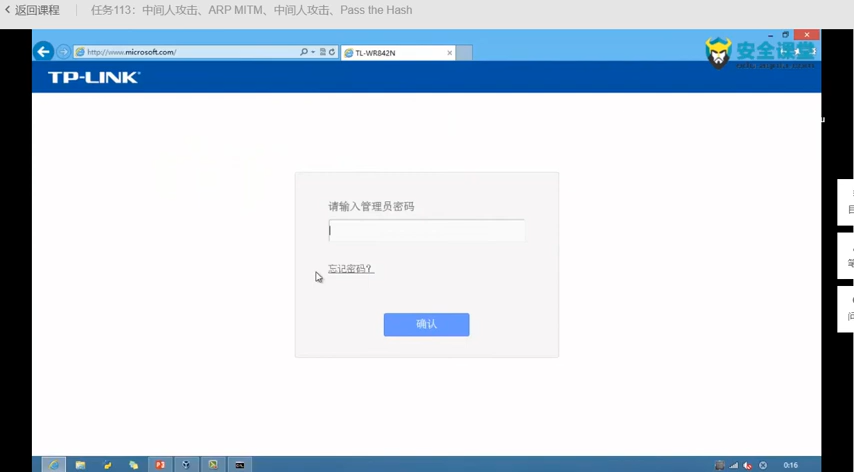 返回课程
任务113：中间人攻击、ARP MITM、中间人攻击、Pass the Hash
http://www.microsoft.com/
TL-WR842N
安全课堂
TP-LINK
请输入管理员密码
忘记密码？
确认
0:16